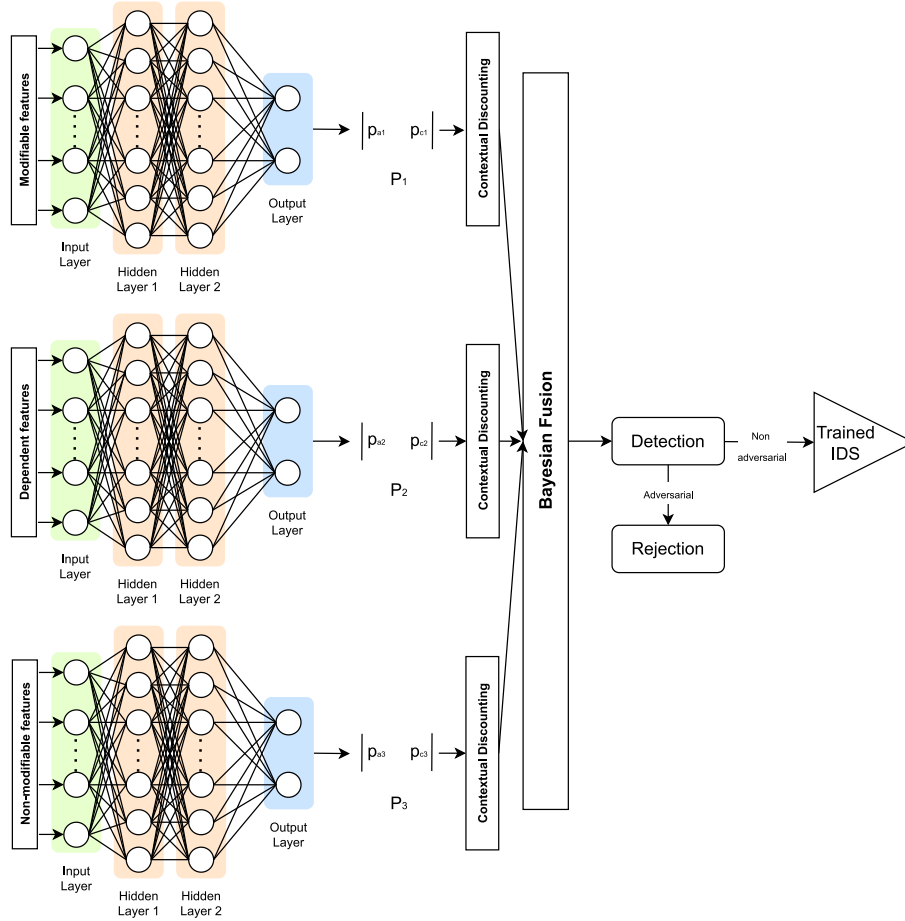 Modifiable features
Input
Layer
Hidden
Layer 1
Hidden
Layer 2
Output
Layer
pa1 pc1
P1
Contextual Discounting
Dependent features
Input
Layer
Hidden
Layer 1
Hidden
Layer 2
Output
Layer
pa2 pc2
P2
Contextual Discounting
Non-modifiable features
Input
Layer
Hidden
Layer 1
Hidden
Layer 2
Output
Layer
pa3 pc3
P3
Contextual Discounting
Bayesian Fusion
Detection
Non
adversarial
Trained
IDS
Adversarial
Rejection